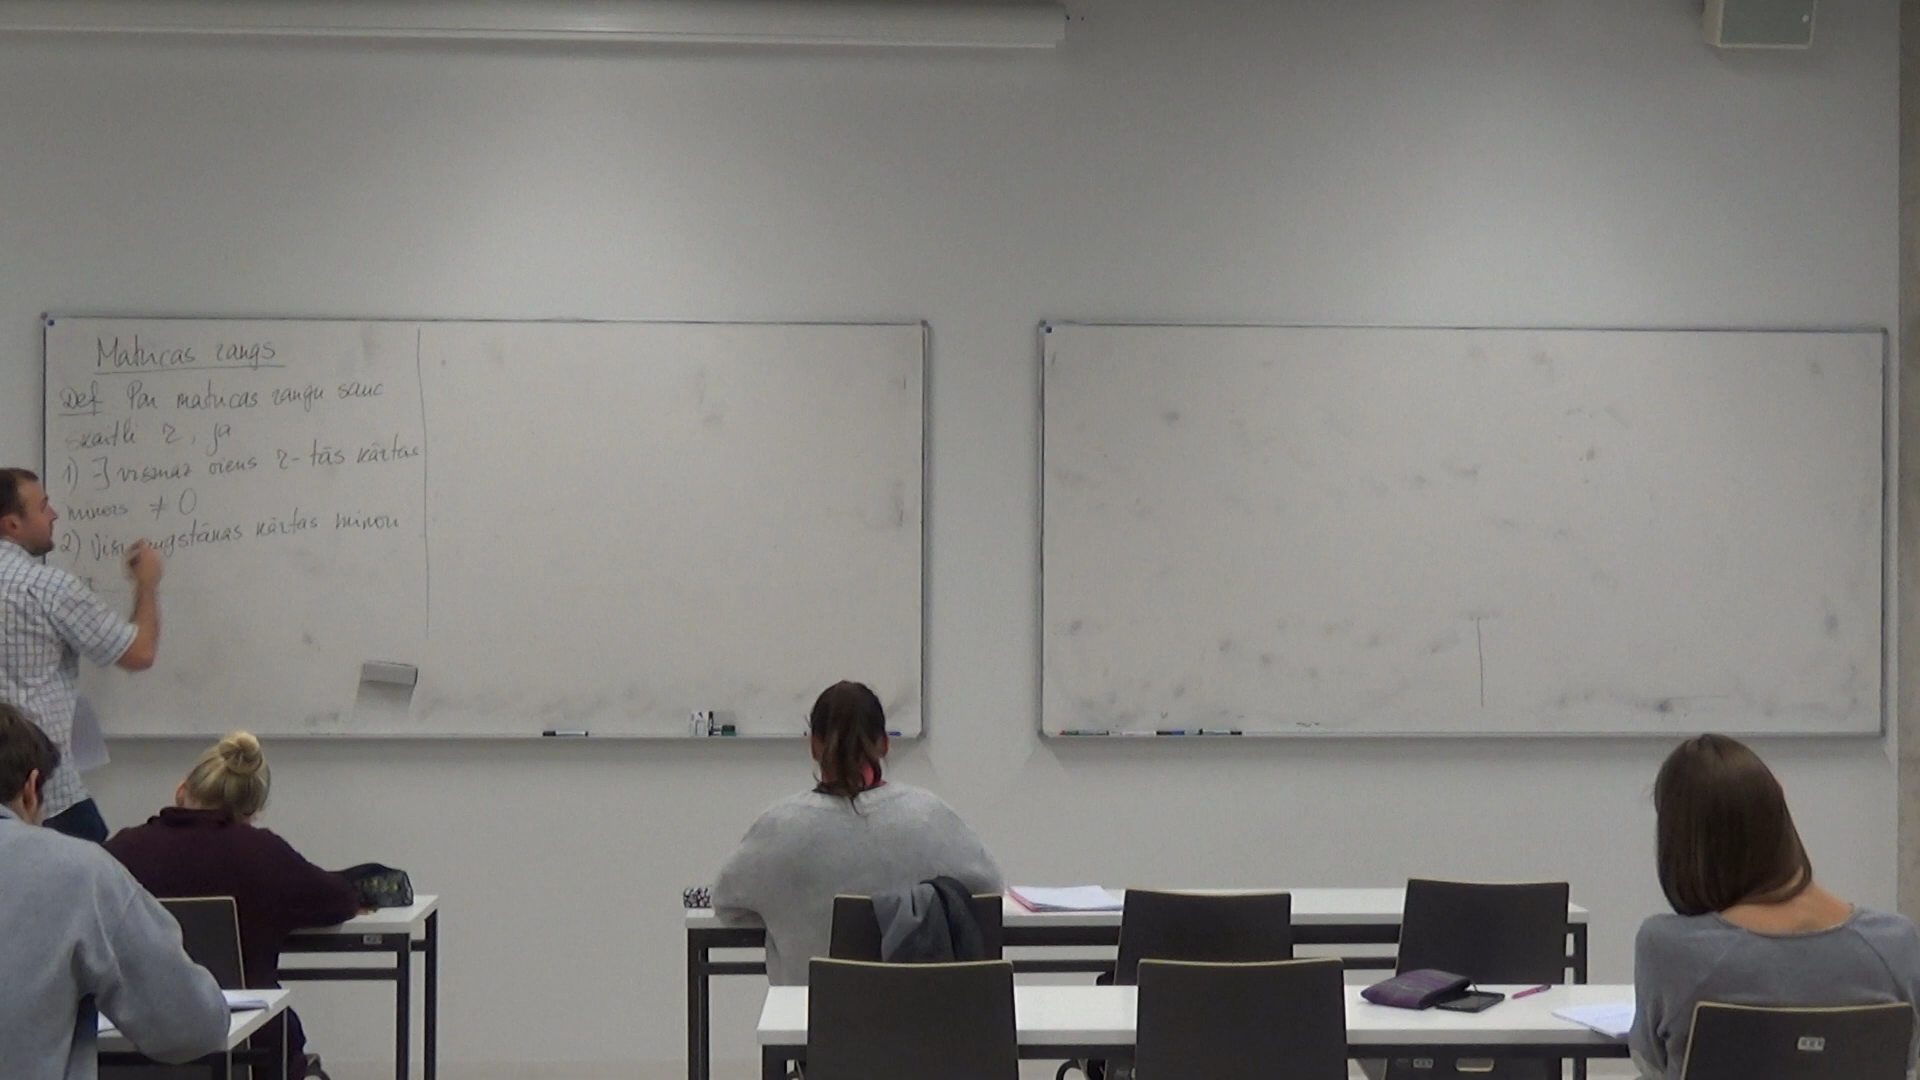 Matricas rangs
Def Par matricas rangu sauc
skaitli r, ja
1) ∃ vismaz viens r-tās kārtas
minors ≠ 0
2) Visi augstākas kārtas minori
ir